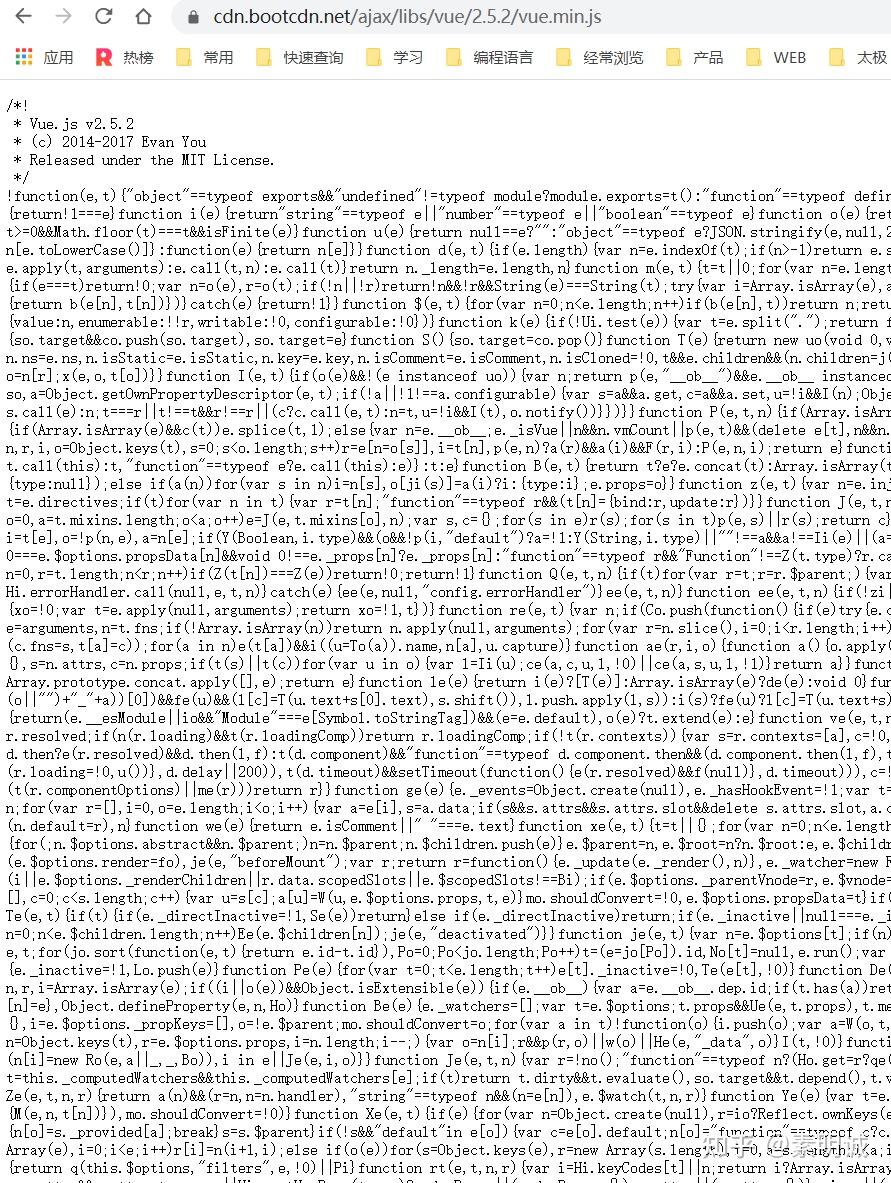 cdn.bootcdn.net/ajax/libs/vue/2.5.2/vue.min.js
应用 热榜 常用 快速查询 学习 编程语言 经常浏览 产品 WEB 太极
/*!
* Vue.js v2.5.2
* (c) 2014-2017 Evan You
* Released under the MIT License.
*/
!function(e,t){"object"==typeof exports&&"undefined"!=typeof module?module.exports=t():"function"==typeof defin
{return!1===e}function i(e){return"string"==typeof e||"number"==typeof e||"boolean"==typeof e}function o(e){retur
t>=0&&Math.floor(t)===t&&isFinite(e)}function u(e){return null==e?"":"object"==typeof e?JSON.stringify(e,null,2
n[e.toLowerCase()]}:function(e){return n[e]}}function d(e,t){if(e.length){var n=e.indexOf(t);if(n>-1)return e.s
e.apply(t,arguments):e.call(t,n):e.call(t)}return n._length=e.length,n}function m(e,t){t=t||0;for(var n=e.length
{if(e===t)return!0;var n=o(e),r=o(t);if(!n||!r)return!n&&!r&&String(e)===String(t);try{var i=Array.isArray(e),a
{return b(e[n],t[n])})}catch(e){return!1}}function $(e,t){for(var n=0;n<e.length;n++)if(b(e[n],t))return n;retu
{value:n,enumerable:!!r,writable:!0,configurable:!0})}function k(e){if(!Ui.test(e)){var t=e.split(".");return f
{so.target&&co.push(so.target),so.target=e}function S(){so.target=co.pop()}function T(e){return new uo(void 0,v
n.ns=e.ns,n.isStatic=e.isStatic,n.key=e.key,n.isComment=e.isComment,n.isCloned=!0,t&&e.children&&(n.children=j(
o=n[r];x(e,o,t[o])}}function I(e,t){if(o(e)&&!(e instanceof uo)){var n;return p(e,"__ob__")&&e.__ob__ instanceo
so,a=Object.getOwnPropertyDescriptor(e,t);if(!a||!1!==a.configurable){var s=a&&a.get,c=a&&a.set,u=!i&&I(n);Obje
s.call(e):n;t===r||t!==t&&r!==r||(c?c.call(e,t):n=t,u=!i&&I(t),o.notify())}})}}function P(e,t,n){if(Array.isArr
{if(Array.isArray(e)&&c(t))e.splice(t,1);else{var n=e.__ob__;e._isVue||n&&n.vmCount||p(e,t)&&(delete e[t],n&&n.
n,r,i,o=Object.keys(t),s=0;s<o.length;s++)r=e[n=o[s]],i=t[n],p(e,n)?a(r)&&a(i)&&F(r,i):P(e,n,i);return e}functi
t.call(this):t,"function"==typeof e?e.call(this):e)}:t:e}function B(e,t){return t?e?e.concat(t):Array.isArray(t
{type:null});else if(a(n))for(var s in n)i=n[s],o[ji(s)]=a(i)?i:{type:i};e.props=o}}function z(e,t){var n=e.inj
t=e.directives;if(t)for(var n in t){var r=t[n];"function"==typeof r&&(t[n]={bind:r,update:r})}}function J(e,t,n
o=0,a=t.mixins.length;o<a;o++)e=J(e,t.mixins[o],n);var s,c={};for(s in e)r(s);for(s in t)p(e,s)||r(s);return c}
i=t[e],o=!p(n,e),a=n[e];if(Y(Boolean,i.type)&&(o&&!p(i,"default")?a=!1:Y(String,i.type)||""!==a&&a!==Ii(e)||(a=
0===e.$options.propsData[n]&&void 0!==e._props[n]?e._props[n]:"function"==typeof r&&"Function"!==Z(t.type)?r.ca
n=0,r=t.length;n<r;n++)if(Z(t[n])===Z(e))return!0;return!1}function Q(e,t,n){if(t)for(var r=t;r=r.$parent;){var
Hi.errorHandler.call(null,e,t,n)}catch(e){ee(e,null,"config.errorHandler")}ee(e,t,n)}function ee(e,t,n){if(!zi|
{xo=!0;var t=e.apply(null,arguments);return xo=!1,t})}function re(e,t){var n;if(Co.push(function(){if(e)try{e.c
e=arguments,n=t.fns;if(!Array.isArray(n))return n.apply(null,arguments);for(var r=n.slice(),i=0;i<r.length;i++)
(c.fns=s,t[a]=c));for(a in n)e(t[a])&&i((u=To(a)).name,n[a],u.capture)}function ae(r,i,o){function a(){o.apply(
{},s=n.attrs,c=n.props;if(t(s)||t(c))for(var u in o){var l=Ii(u);ce(a,c,u,l,!0)||ce(a,s,u,l,!1)}return a}}funct
Array.prototype.concat.apply([],e);return e}function le(e){return i(e)?[T(e)]:Array.isArray(e)?de(e):void 0}fun
(o||"")+"_"+a))[0])&&fe(u)&&(l[c]=T(u.text+s[0].text),s.shift()),l.push.apply(l,s)):i(s)?fe(u)?l[c]=T(u.text+s)
{return(e.__esModule||io&&"Module"===e[Symbol.toStringTag])&&(e=e.default),o(e)?t.extend(e):e}function ve(e,t,r
r.resolved;if(n(r.loading)&&t(r.loadingComp))return r.loadingComp;if(!t(r.contexts)){var s=r.contexts=[a],c=!0,
d.then?e(r.resolved)&&d.then(l,f):t(d.component)&&"function"==typeof d.component.then&&(d.component.then(l,f),t
(r.loading=!0,u())},d.delay||200)),t(d.timeout)&&setTimeout(function(){e(r.resolved)&&f(null)},d.timeout))),c=!
(t(r.componentOptions)||me(r)))return r}}function ge(e){e._events=Object.create(null),e._hasHookEvent=!1;var t=
n;for(var r=[],i=0,o=e.length;i<o;i++){var a=e[i],s=a.data;if(s&&s.attrs&&s.attrs.slot&&delete s.attrs.slot,a.c
(n.default=r),n}function we(e){return e.isComment||" "===e.text}function xe(e,t){t=t||{};for(var n=0;n<e.length
{for(;n.$options.abstract&&n.$parent;)n=n.$parent;n.$children.push(e)}e.$parent=n,e.$root=n?n.$root:e,e.$childr
(e.$options.render=fo),je(e,"beforeMount");var r;return r=function(){e._update(e._render(),n)},e._watcher=new R
(i||e.$options._renderChildren||r.data.scopedSlots||e.$scopedSlots!==Bi);if(e.$options._parentVnode=r,e.$vnode=
[],c=0;c<s.length;c++){var u=s[c];a[u]=W(u,e.$options.props,t,e)}mo.shouldConvert=!0,e.$options.propsData=t}if(
Te(e,t){if(t){if(e._directInactive=!1,Se(e))return}else if(e._directInactive)return;if(e._inactive||null===e._i
n=0;n<e.$children.length;n++)Ee(e.$children[n]);je(e,"deactivated")}}function je(e,t){var n=e.$options[t];if(n)
e,t;for(jo.sort(function(e,t){return e.id-t.id}),Po=0;Po<jo.length;Po++)t=(e=jo[Po]).id,No[t]=null,e.run();var
{e._inactive=!1,Lo.push(e)}function Pe(e){for(var t=0;t<e.length;t++)e[t]._inactive=!0,Te(e[t],!0)}function De(
n,r,i=Array.isArray(e);if((i||o(e))&&Object.isExtensible(e)){if(e.__ob__){var a=e.__ob__.dep.id;if(t.has(a))ret
[n]=e},Object.defineProperty(e,n,Ho)}function Be(e){e._watchers=[];var t=e.$options;t.props&&Ue(e,t.props),t.me
{},i=e.$options._propKeys=[],o=!e.$parent;mo.shouldConvert=o;for(var a in t)!function(o){i.push(o);var a=W(o,t,
n=Object.keys(t),r=e.$options.props,i=n.length;i--;){var o=n[i];r&&p(r,o)||w(o)||He(e,"_data",o)}I(t,!0)}functi
(n[i]=new Ro(e,a||_,_,Bo)),i in e||Je(e,i,o)}}function Je(e,t,n){var r=!no();"function"==typeof n?(Ho.get=r?qe(
t=this._computedWatchers&&this._computedWatchers[e];if(t)return t.dirty&&t.evaluate(),so.target&&t.depend(),t.v
Ze(e,t,n,r){return a(n)&&(r=n,n=n.handler),"string"==typeof n&&(n=e[n]),e.$watch(t,n,r)}function Ye(e){var t=e.
{M(e,n,t[n])}),mo.shouldConvert=!0)}function Xe(e,t){if(e){for(var n=Object.create(null),r=io?Reflect.ownKeys(e
{n[o]=s._provided[a];break}s=s.$parent}if(!s&&"default"in e[o]){var c=e[o].default;n[o]="function"==typeof c?c.
Array(e),i=0;i<e;i++)r[i]=n(i+1,i);else if(o(e))for(s=Object.keys(e),r=new Array(s.length),i=0,a=s.length;i<a;i
{return q(this.$options,"filters",e,!0)||Pi}function rt(e,t,n,r){var i=Hi.keyCodes[t]||n;return i?Array.isArray
知乎 @素明诚